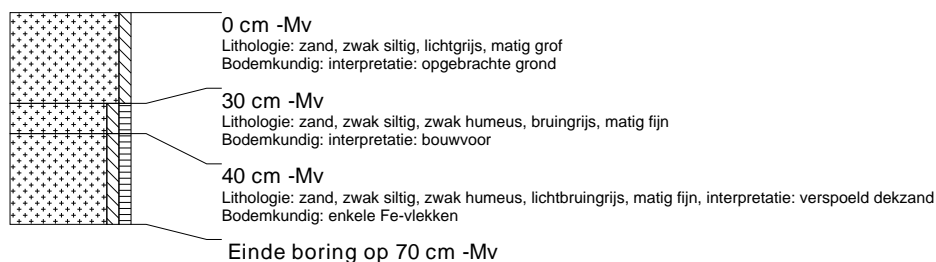 0 cm -Mv
Lithologie: zand, zwak siltig, lichtgrijs, matig grof
Bodemkundig: interpretatie: opgebrachte grond
30 cm -Mv
Lithologie: zand, zwak siltig, zwak humeus, bruingrijs, matig fijn
Bodemkundig: interpretatie: bouwvoor
40 cm -Mv
Lithologie: zand, zwak siltig, zwak humeus, lichtbruingrijs, matig fijn, interpretatie: verspoeld dekzand
Bodemkundig: enkele Fe-vlekken
Einde boring op 70 cm -Mv